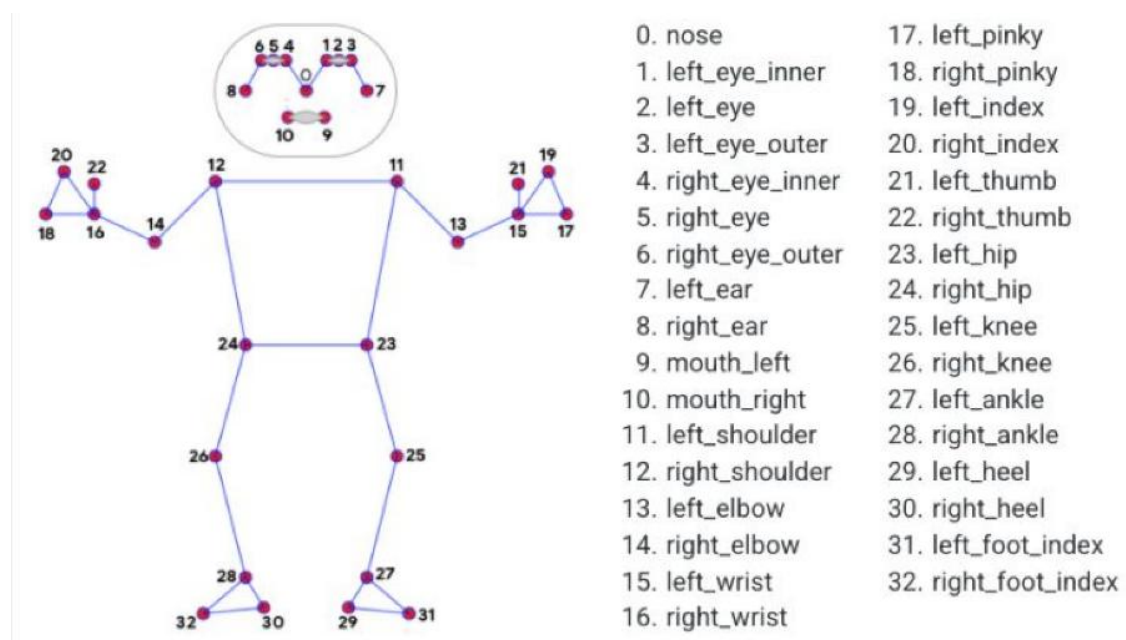 6 5 4 1 2 3
0
8 7
10 9
20 22 12 11 21 19
18 16 14 13 15 17
24 23
26 25
28 27
32 30 29 31
0. nose
1. left_eye_inner
2. left_eye
3. left_eye_outer
4. right_eye_inner
5. right_eye
6. right_eye_outer
7. left_ear
8. right_ear
9. mouth_left
10. mouth_right
11. left_shoulder
12. right_shoulder
13. left_elbow
14. right_elbow
15. left_wrist
16. right_wrist
17. left_pinky
18. right_pinky
19. left_index
20. right_index
21. left_thumb
22. right_thumb
23. left_hip
24. right_hip
25. left_knee
26. right_knee
27. left_ankle
28. right_ankle
29. left_heel
30. right_heel
31. left_foot_index
32. right_foot_index